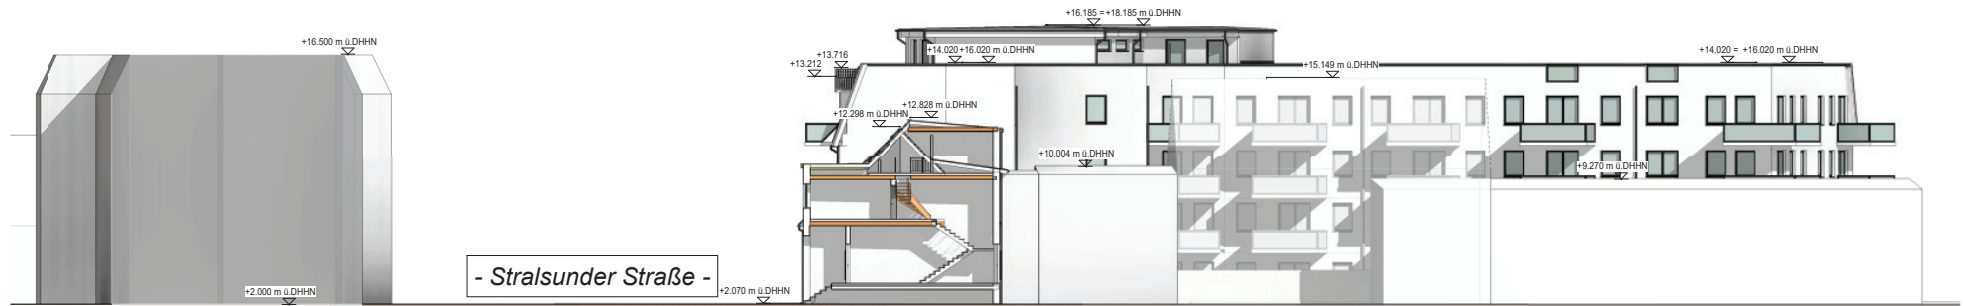 +16.185 = +18.185 m ü.DHHN
+16.500 m ü.DHHN
+14.020 +16.020 m ü.DHHN
+14.020 = +16.020 m ü.DHHN
+13.716
+13.212
+15.149 m ü.DHHN
+12.828 m ü.DHHN
+12.298 m ü.DHHN
+10.004 m ü.DHHN
+9.270 m ü.DHHN
- Stralsunder Straße -
+2.000 m ü.DHHN
+2.070 m ü.DHHN